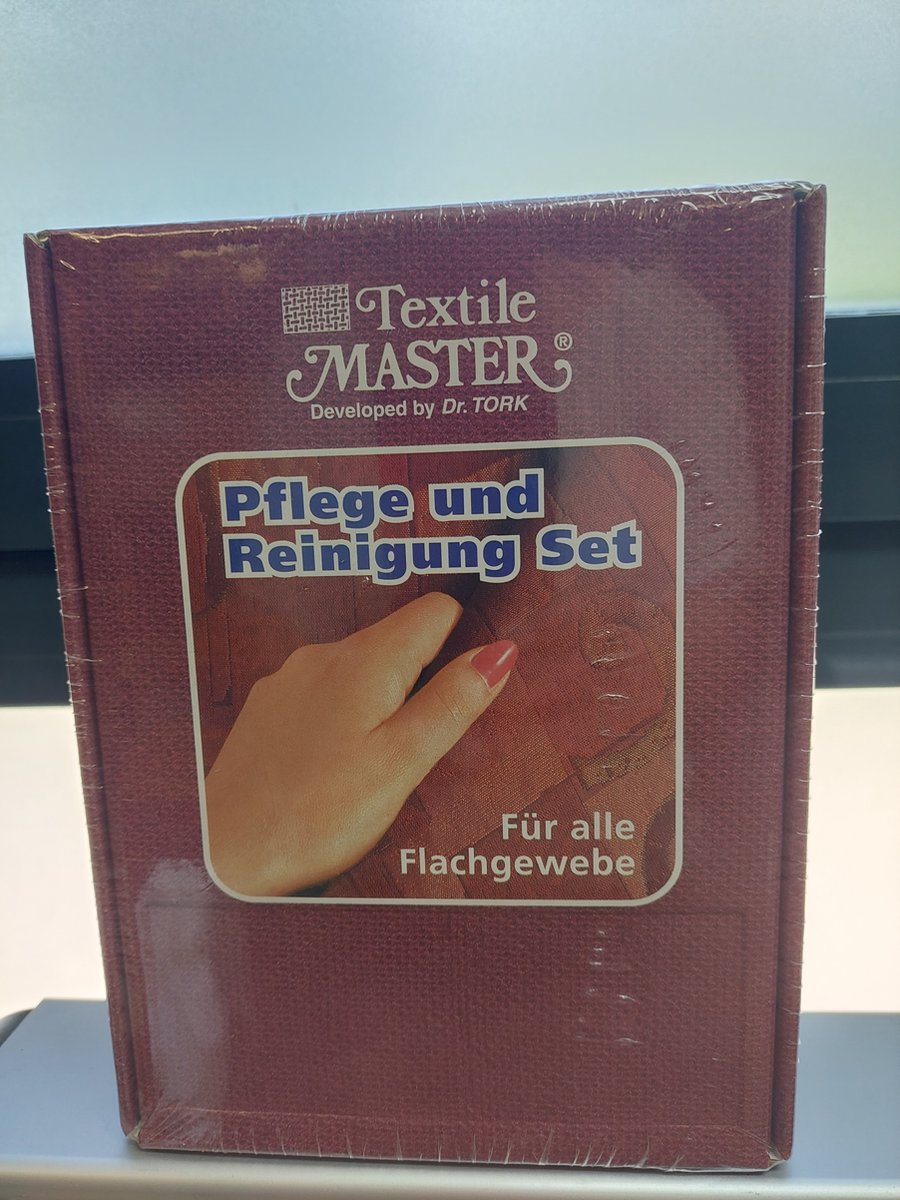 Textile
MASTER®
Developed by Dr. TORK
Pflege und
Reinigung Set
Für alle
Flachgewebe